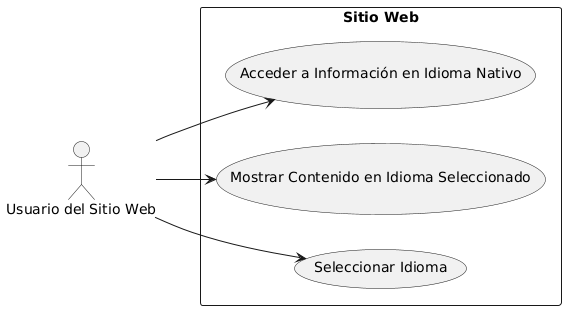 Sitio Web
Acceder a Información en Idioma Nativo
Mostrar Contenido en Idioma Seleccionado
Usuario del Sitio Web
Seleccionar Idioma